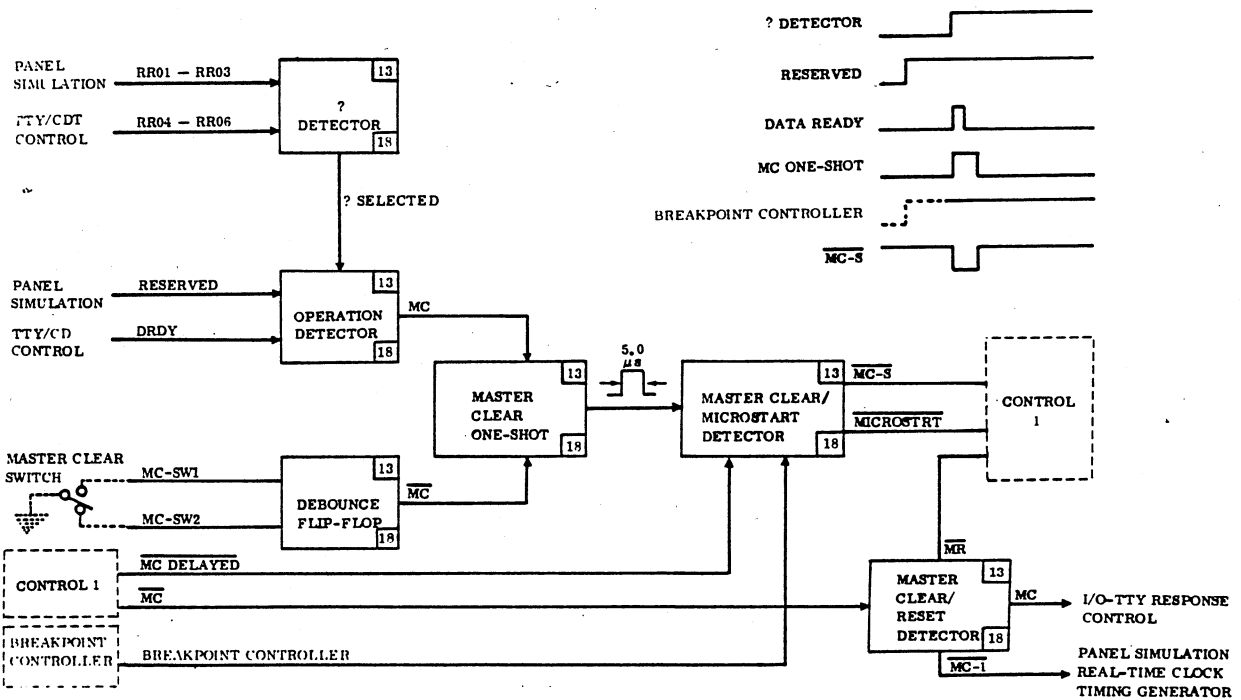 PANEL
SIMULATION
RR01 – RR03
TTY/CDT
CONTROL
RR04 – RR06
13
?
DETECTOR
18
? SELECTED
? DETECTOR
RESERVED
DATA READY
MC ONE-SHOT
BREAKPOINT CONTROLLER
MC-S
PANEL
SIMULATION
RESERVED
TTY/CD
CONTROL
DRDY
13
OPERATION
DETECTOR
18
MC
13
MASTER
CLEAR
ONE-SHOT
18
5.0
μs
13
MASTER CLEAR/
MICROSTART
DETECTOR
18
MC-S
MICROSTRT
CONTROL
1
MASTER CLEAR
SWITCH
MC-SW1
MC-SW2
13
DEBOUNCE
FLIP-FLOP
18
MC
CONTROL 1
MC DELAYED
MC
BREAKPOINT
CONTROLLER
BREAKPOINT CONTROLLER
MR
13
MASTER
CLEAR/
RESET
DETECTOR
18
MC
I/O-TTY RESPONSE
CONTROL
MC-I
PANEL SIMULATION
REAL-TIME CLOCK
TIMING GENERATOR